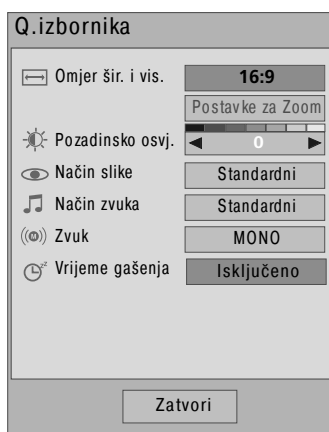 Q.izbornika
Omjer šir. i vis. 16:9
Postavke za Zoom
Pozadinsko osvj. 0
Način slike Standardni
Način zvuka Standardni
Zvuk MONO
Vrijeme gašenja Isključeno
Zatvori